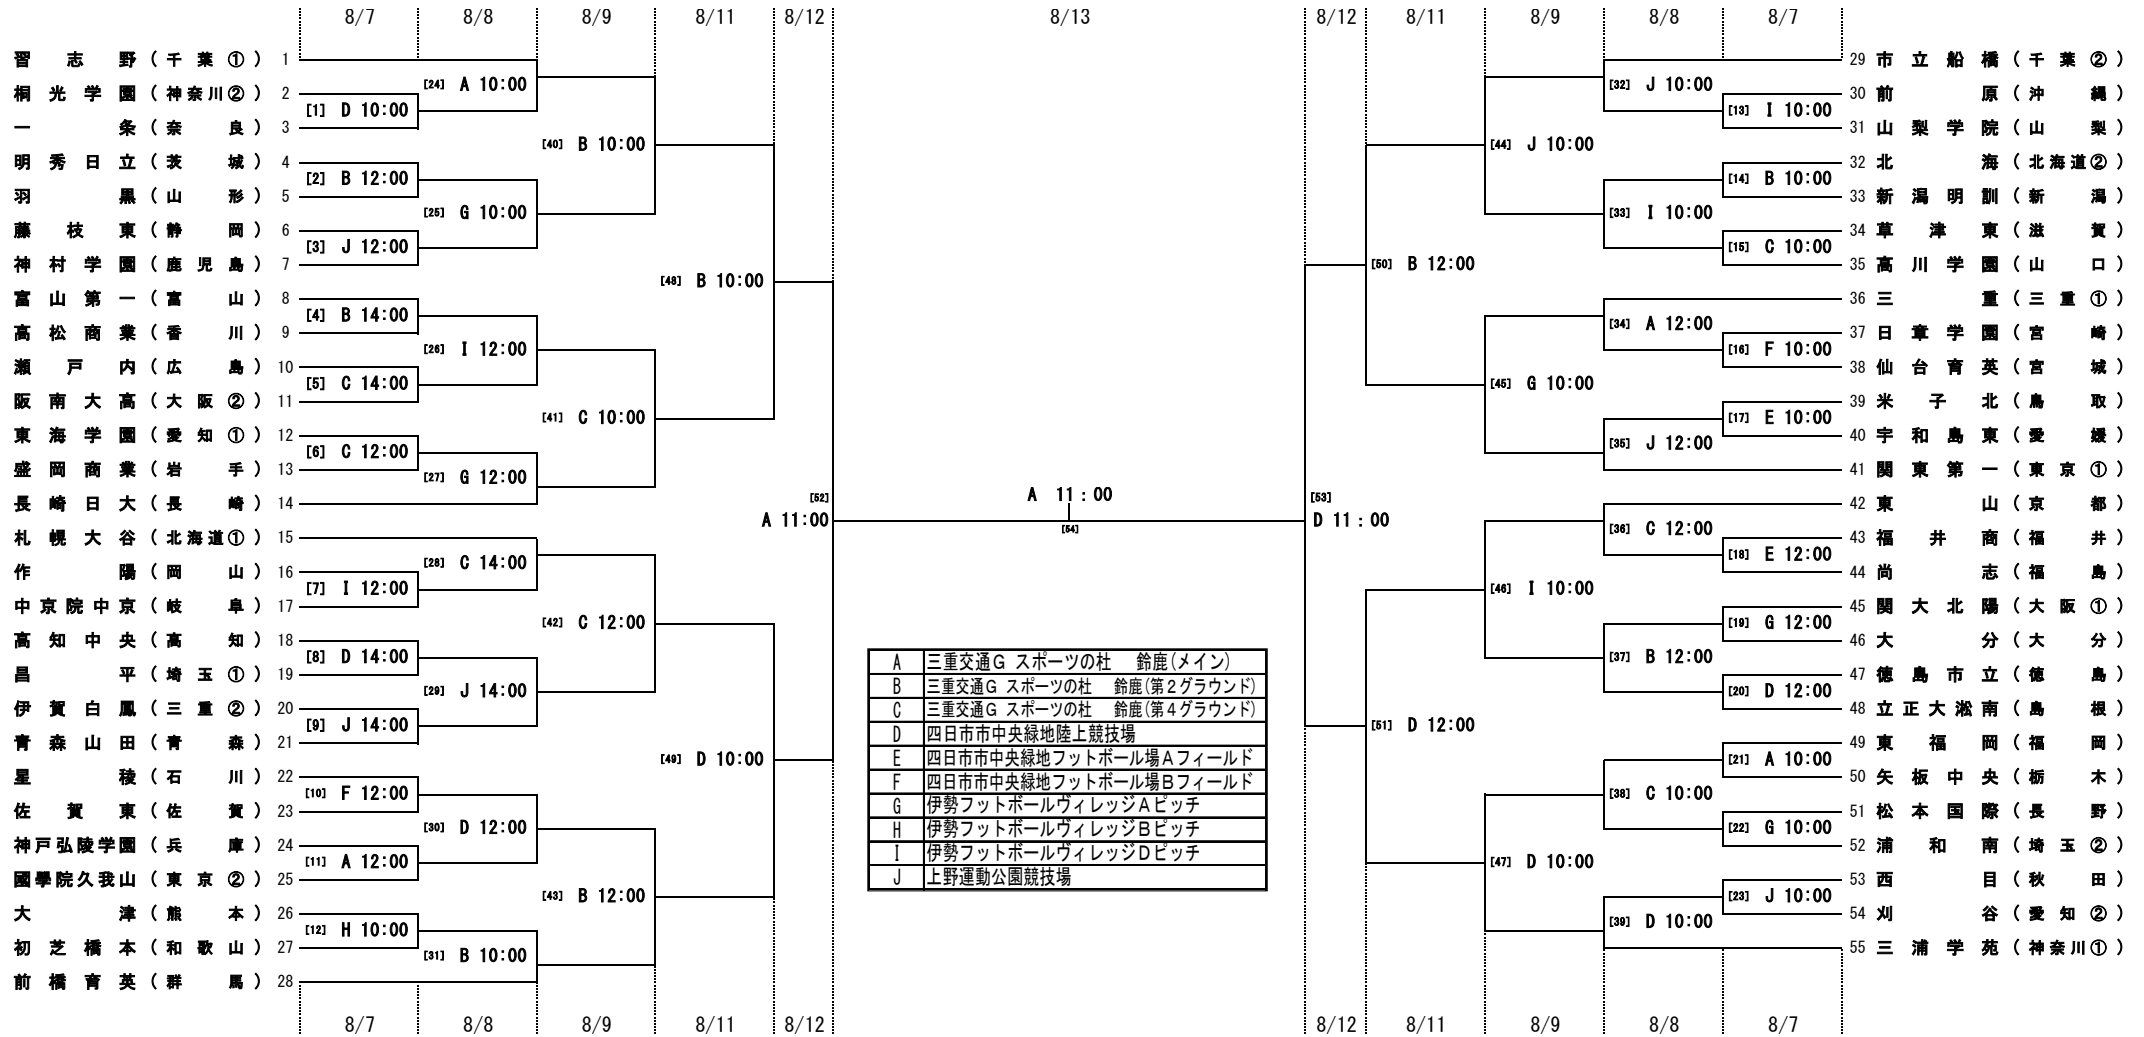 8/7 8/8 8/9 8/11 8/12 8/13 8/12 8/11 8/9 8/8 8/7
習志野(千葉①) 1
桐光学園(神奈川②) 2
一条(奈良) 3
明秀日立(茨城) 4
羽黒(山形) 5
藤枝東(静岡) 6
神村学園(鹿児島) 7
富山第一(富山) 8
高松商業(香川) 9
瀬戸内(広島) 10
阪南大高(大阪②) 11
東海学園(愛知①) 12
盛岡商業(岩手) 13
長崎日大(長崎) 14
札幌大谷(北海道①) 15
作陽(岡山) 16
中京院中京(岐阜) 17
高知中央(高知) 18
昌平(埼玉①) 19
伊賀白鳳(三重②) 20
青森山田(青森) 21
星稜(石川) 22
佐賀東(佐賀) 23
神戸弘陵学園(兵庫) 24
國學院久我山(東京②) 25
大津(熊本) 26
初芝橋本(和歌山) 27
前橋育英(群馬) 28
[1] D 10:00
[2] B 12:00
[3] J 12:00
[4] B 14:00
[5] C 14:00
[6] C 12:00
[7] I 12:00
[8] D 14:00
[9] J 14:00
[10] F 12:00
[11] A 12:00
[12] H 10:00
[24] A 10:00
[25] G 10:00
[26] I 12:00
[27] G 12:00
[28] C 14:00
[29] J 14:00
[30] D 12:00
[31] B 10:00
[40] B 10:00
[41] C 10:00
[42] C 12:00
[43] B 12:00
[48] B 10:00
[49] D 10:00
[52]
A 11:00
A 11:00
[54]
A 三重交通G スポーツの杜 鈴鹿(メイン)
B 三重交通G スポーツの杜 鈴鹿(第2グラウンド)
C 三重交通G スポーツの杜 鈴鹿(第4グラウンド)
D 四日市市中央緑地陸上競技場
E 四日市市中央緑地フットボール場Aフィールド
F 四日市市中央緑地フットボール場Bフィールド
G 伊勢フットボールヴィレッジAピッチ
H 伊勢フットボールヴィレッジBピッチ
I 伊勢フットボールヴィレッジDピッチ
J 上野運動公園競技場
[53]
D 11:00
[50] B 12:00
[51] D 12:00
[44] J 10:00
[45] G 10:00
[46] I 10:00
[47] D 10:00
[32] J 10:00
[33] I 10:00
[34] A 12:00
[35] J 12:00
[36] C 12:00
[37] B 12:00
[38] C 10:00
[39] D 10:00
[13] I 10:00
[14] B 10:00
[15] C 10:00
[16] F 10:00
[17] E 10:00
[18] E 12:00
[19] G 12:00
[20] D 12:00
[21] A 10:00
[22] G 10:00
[23] J 10:00
29 市立船橋(千葉②)
30 前原(沖縄)
31 山梨学院(山梨)
32 北海(北海道②)
33 新潟明訓(新潟)
34 草津東(滋賀)
35 高川学園(山口)
36 三重(三重①)
37 日章学園(宮崎)
38 仙台育英(宮城)
39 米子北(鳥取)
40 宇和島東(愛媛)
41 関東第一(東京①)
42 東山(京都)
43 福井商(福井)
44 尚志(福島)
45 関大北陽(大阪①)
46 大分(大分)
47 徳島市立(徳島)
48 立正大淞南(島根)
49 東福岡(福岡)
50 矢板中央(栃木)
51 松本国際(長野)
52 浦和南(埼玉②)
53 西目(秋田)
54 刈谷(愛知②)
55 三浦学苑(神奈川①)
8/7 8/8 8/9 8/11 8/12 8/12 8/11 8/9 8/8 8/7